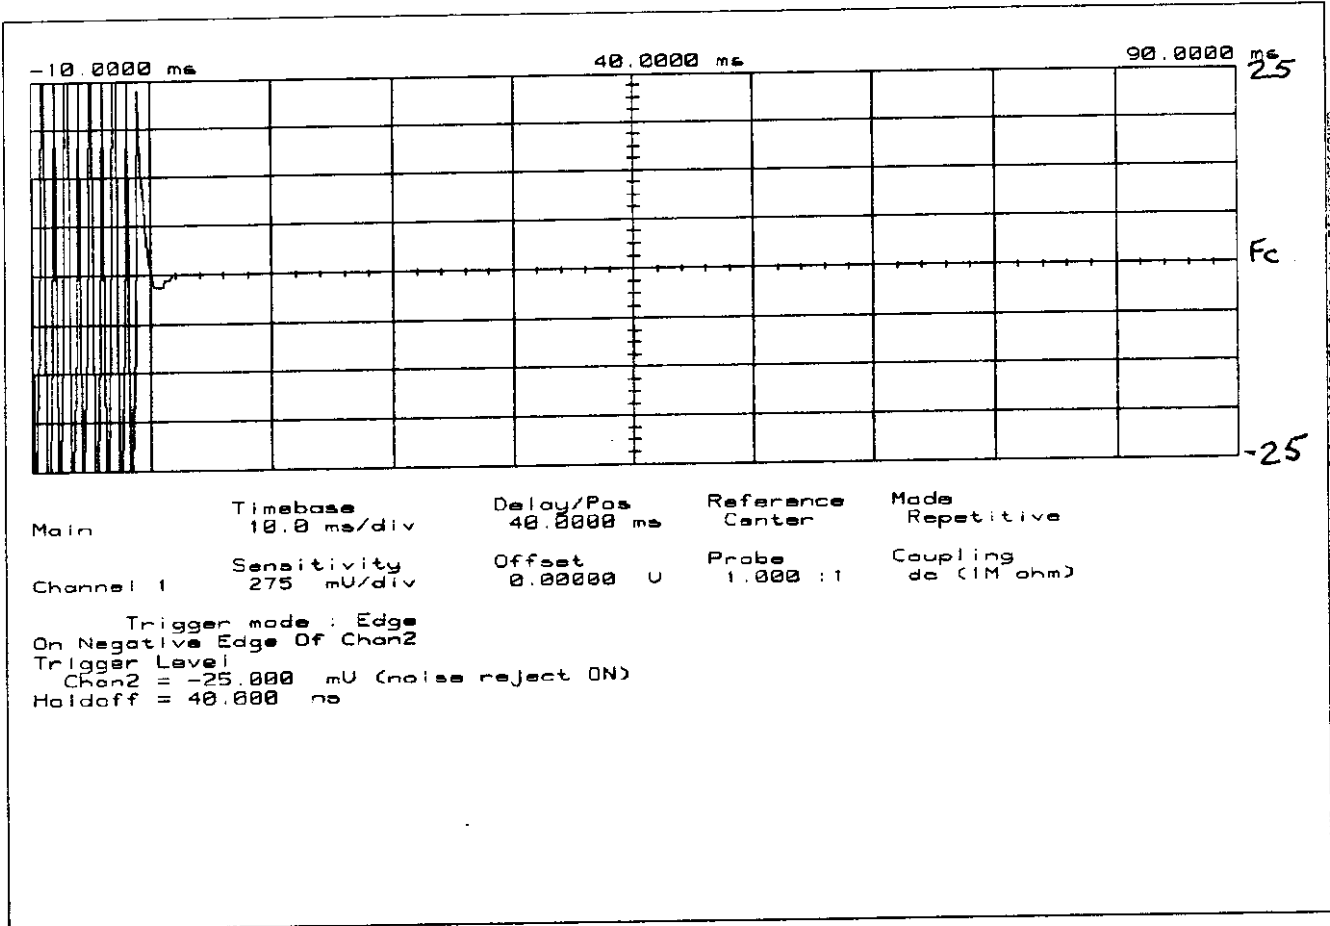 -10.0000 ms 40.0000 ms 90.0000 ms
25
Fc
-25
Timebase Delay/Pos Reference Mode
Main 10.0 ms/div 40.0000 ms Center Repetitive
Sensitivity Offset Probe Coupling
Channel 1 275 mV/div 0.00000 V 1.000 :1 dc (1M ohm)
Trigger mode : Edge
On Negative Edge Of Chan2
Trigger Level
Chan2 = -25.000 mV (noise reject ON)
Holdoff = 40.000 ns